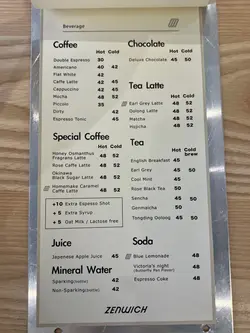 Beverage
Coffee
Hot Cold
Double Espresso 30
Americano 40 42
Flat White 42
Caffe Latte 42 45
Cappuccino 42 45
Mocha 48 52
Piccolo 35
Dirty 42
Espresso Tonic 45
Special Coffee
Hot Cold
Honey Osmanthus
Fragrans Latte 48 52
Rose Caffe Latte 48 52
Okinawa
Black Sugar Latte 48 52
Homemake Caramel
Caffe Latte 48 52
+10 Extra Espresso Shot
+ 5 Extra Syrup
+ 5 Oat Milk / Lactose free
Juice
Japanese Apple Juice 45
Mineral Water
Sparking 42
Non-Sparking 42
Chocolate
Hot Cold
Deluxe Chocolate 45 50
Tea Latte
Hot Cold
Earl Grey Latte 48 52
Oolong Latte 48 52
Matcha 48 52
Hojicha 48 52
Tea
Hot Cold
brew
English Breakfast 45
Earl Grey 45 50
Cool Mint 45
Rose Black Tea 50
Sencha 45 50
Genmaicha 50
Tongding Oolong 45 50
Soda
Blue Lemonade 48
Victoria's night 48
(Butterfly Pea Flavor)
Espresso Coke 48
ZENWICH